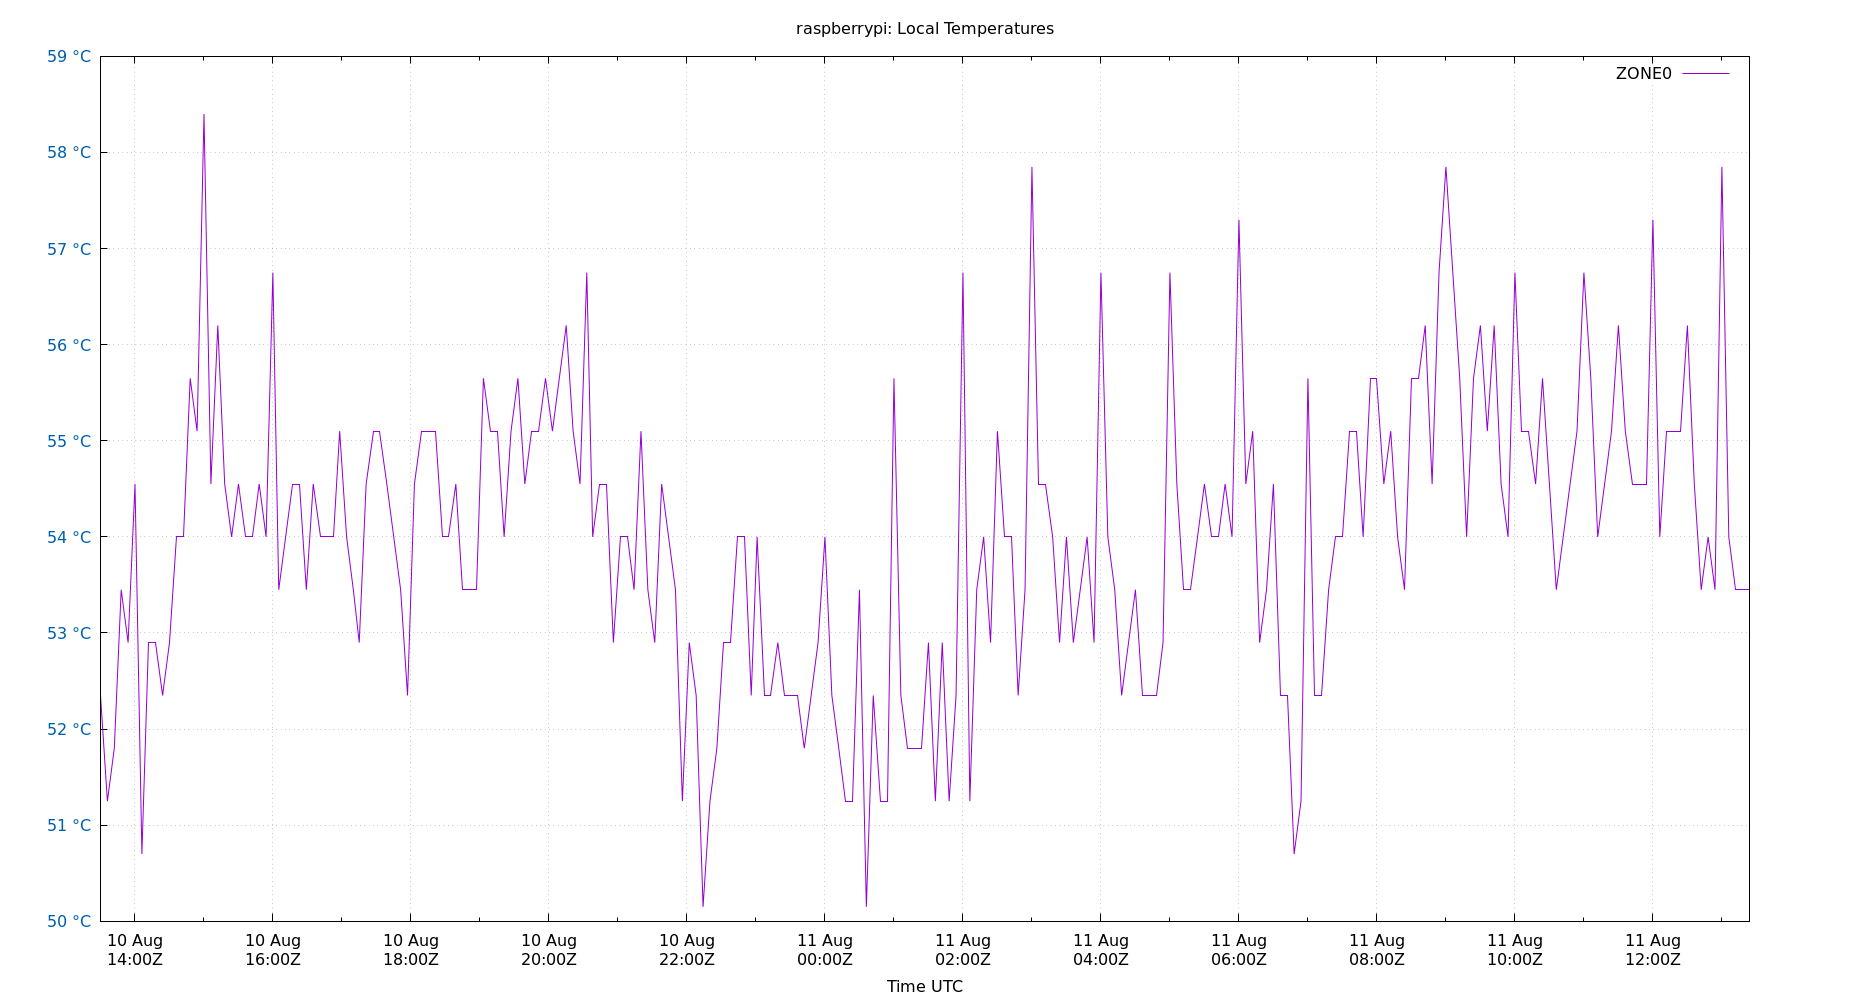 raspberrypi: Local Temperatures
59 °C
ZONE0
58 °C
57 °C
56 °C
55 °C
54 °C
53 °C
52 °C
51 °C
50 °C
10 Aug 10 Aug 10 Aug 10 Aug 10 Aug 11 Aug 11 Aug 11 Aug 11 Aug 11 Aug 11 Aug 11 Aug
14:00Z 16:00Z 18:00Z 20:00Z 22:00Z 00:00Z 02:00Z 04:00Z 06:00Z 08:00Z 10:00Z 12:00Z
Time UTC